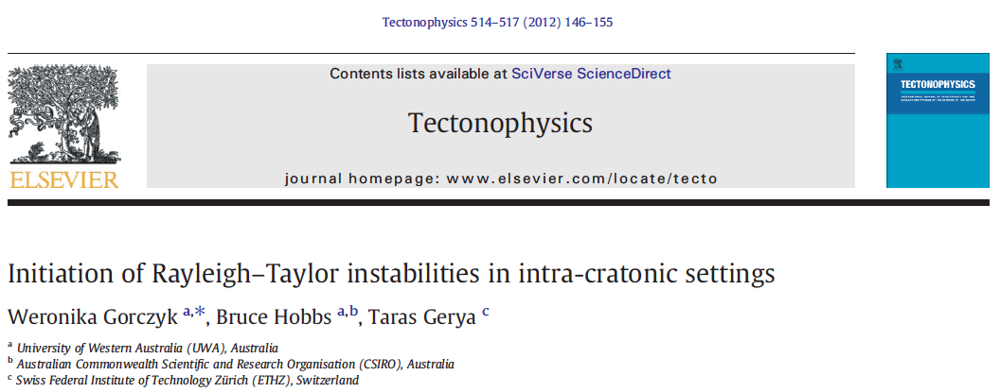 Tectonophysics 514–517 (2012) 146–155
Contents lists available at SciVerse ScienceDirect
Tectonophysics
journal homepage: www.elsevier.com/locate/tecto
ELSEVIER
TECTONOPHYSICS
Initiation of Rayleigh–Taylor instabilities in intra-cratonic settings
Weronika Gorczyk a,*, Bruce Hobbs a,b, Taras Gerya c
a University of Western Australia (UWA), Australia
b Australian Commonwealth Scientific and Research Organisation (CSIRO), Australia
c Swiss Federal Institute of Technology Zürich (ETHZ), Switzerland